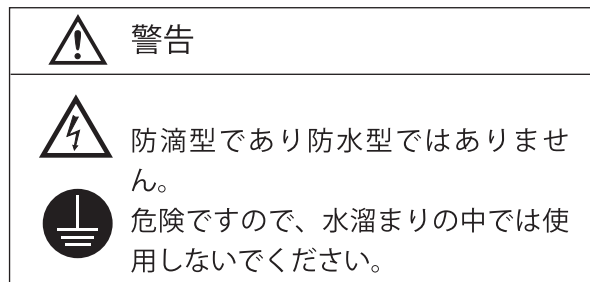 警告
防滴型であり防水型ではありませ
ん。
危険ですので、水溜まりの中では使
用しないでください。